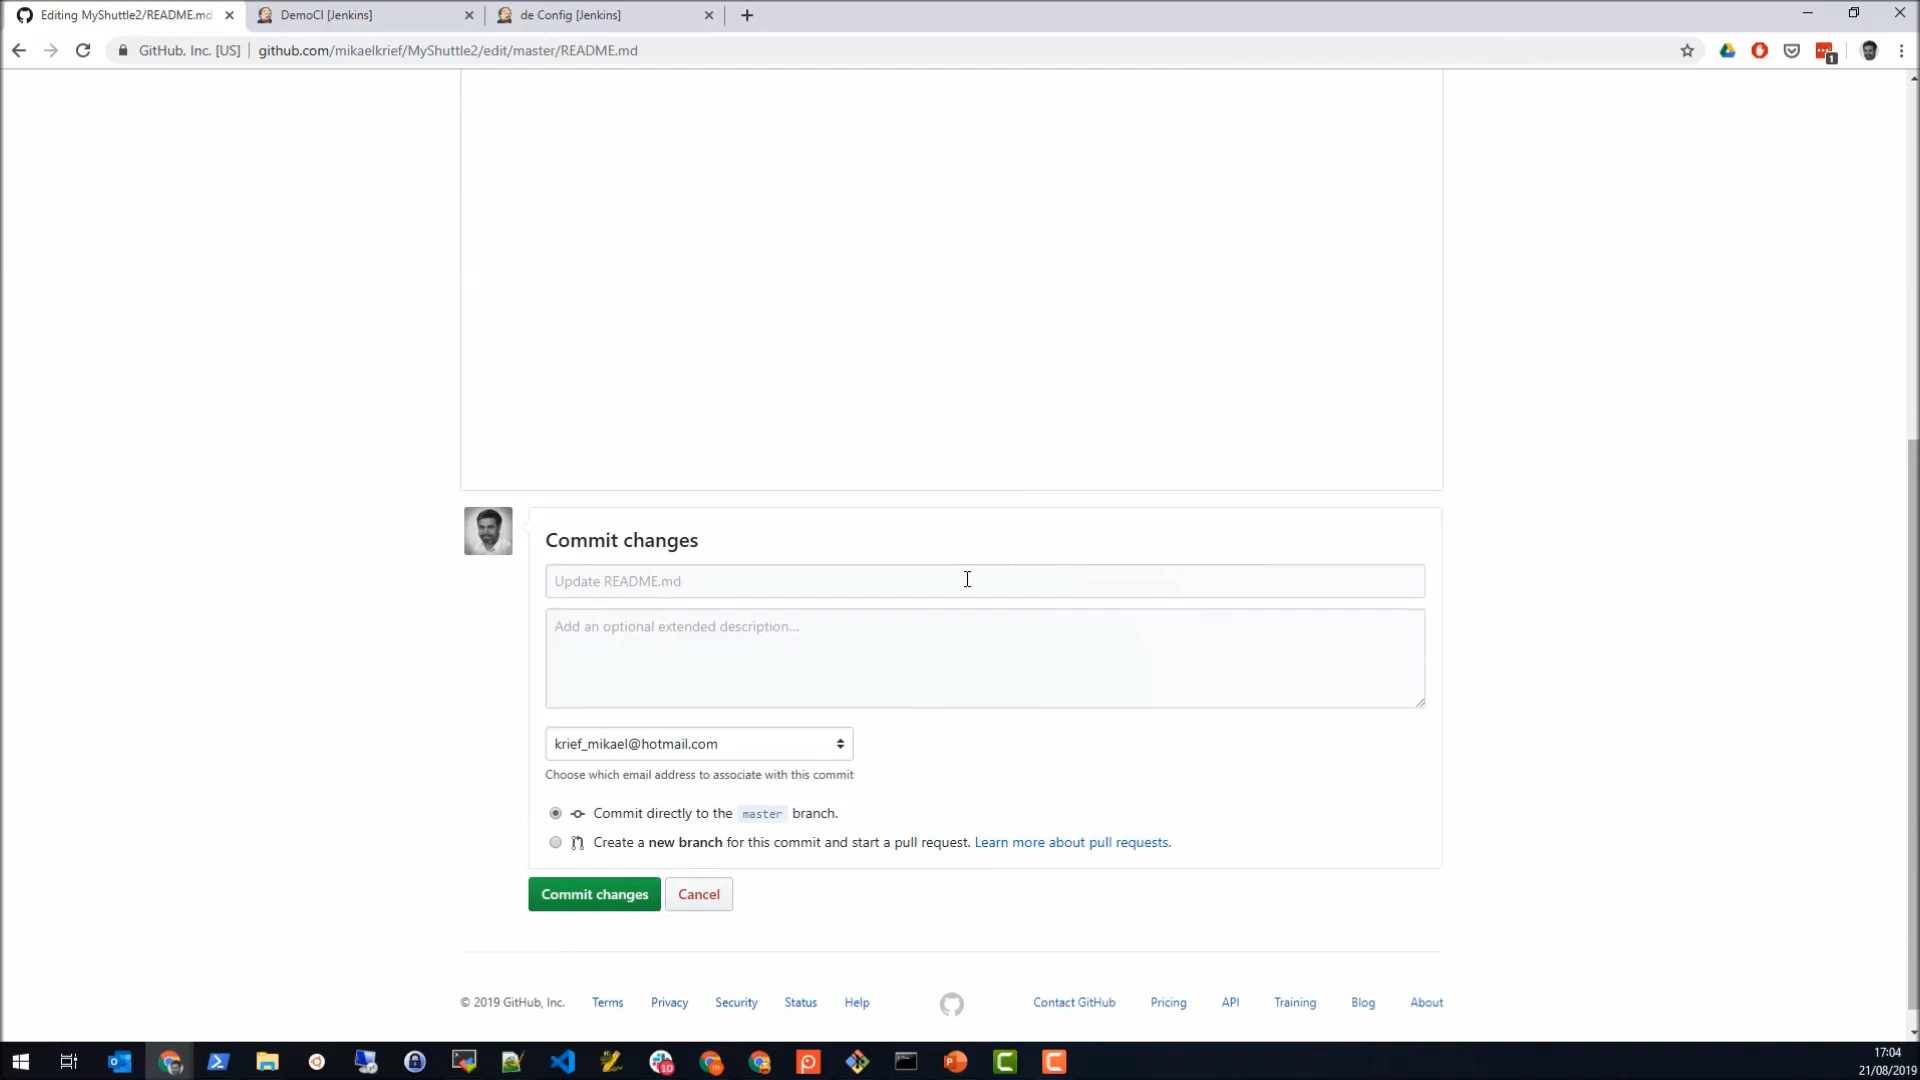 Editing MyShuttle2/README.md
DemoCI [Jenkins]
de Config [Jenkins]
GitHub, Inc. [US]
github.com/mikaelkrief/MyShuttle2/edit/master/README.md
1
Commit changes
Update README.md
Add an optional extended description...
krief_mikael@hotmail.com
Choose which email address to associate with this commit
Commit directly to the master branch.
Create a new branch for this commit and start a pull request. Learn more about pull requests.
Commit changes
Cancel
© 2019 GitHub, Inc.
Terms
Privacy
Security
Status
Help
Contact GitHub
Pricing
API
Training
Blog
About
10
17:04
21/08/2019